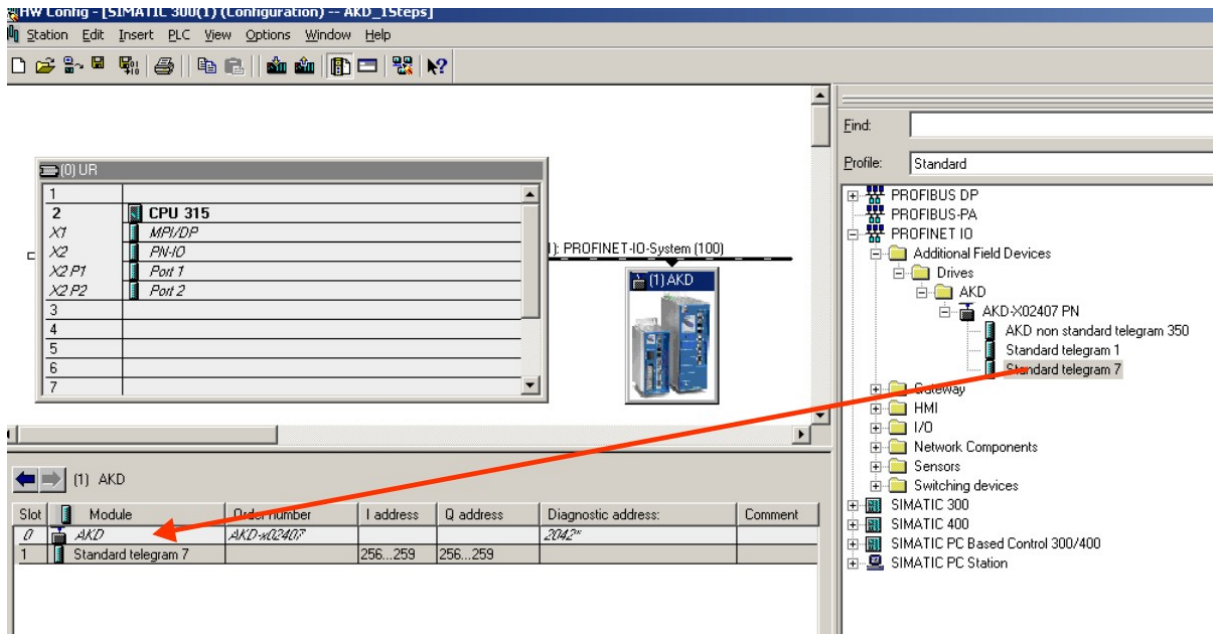 HW Config - [SIMATIC 300(1) (Configuration) -- AKD_1Steps]
Station Edit Insert PLC View Options Window Help
(0) UR
1
2 CPU 315
X1 MPI/DP
X2 PN-IO
X2 P1 Port 1
X2 P2 Port 2
3
4
5
6
7
1): PROFINET-IO-System (100)
(1) AKD
Find:
Profile: Standard
PROFIBUS DP
PROFIBUS-PA
PROFINET IO
Additional Field Devices
Drives
AKD
AKD-X02407 PN
AKD non standard telegram 350
Standard telegram 1
Standard telegram 7
Gateway
HMI
I/O
Network Components
Sensors
Switching devices
SIMATIC 300
SIMATIC 400
SIMATIC PC Based Control 300/400
SIMATIC PC Station
(1) AKD
Slot Module Order number I address Q address Diagnostic address: Comment
0 AKD AKD-x02407 2042*
1 Standard telegram 7 256...259 256...259